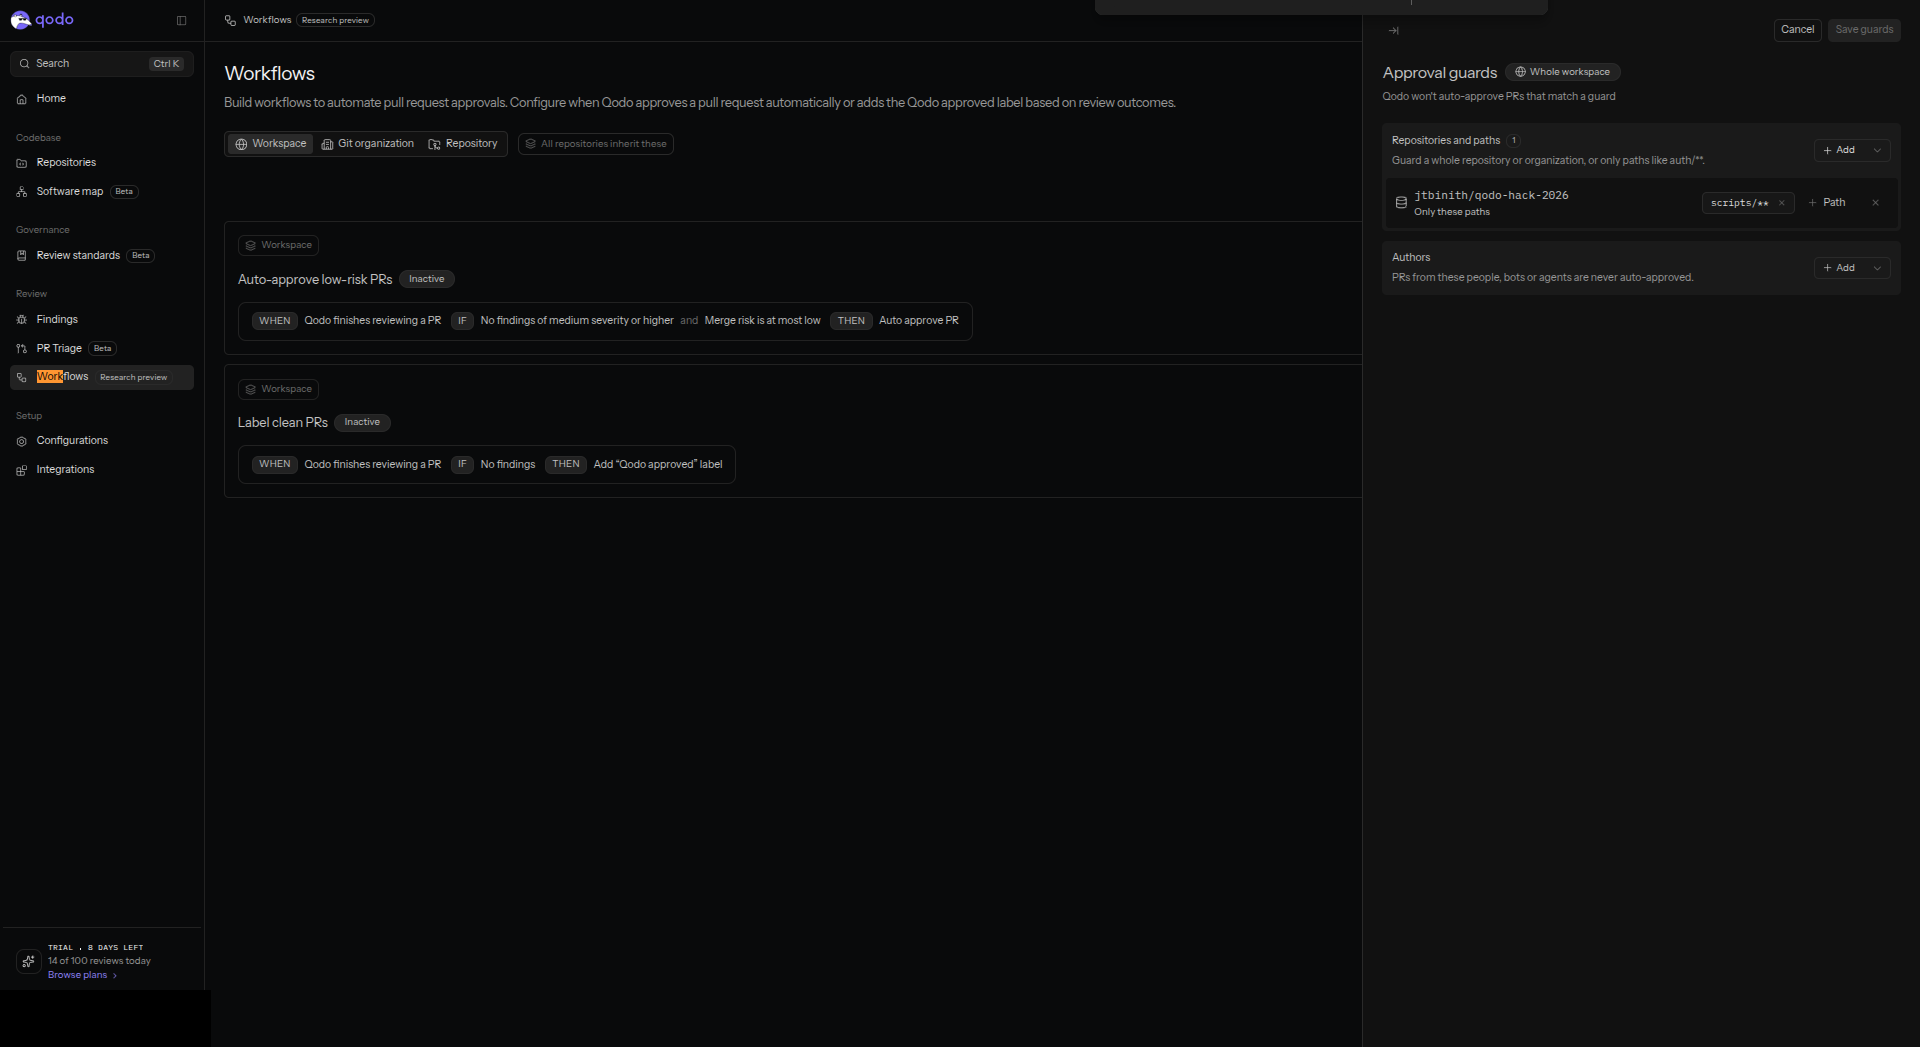 qodo
Search Ctrl K
Home
Codebase
Repositories
Software map Beta
Governance
Review standards Beta
Review
Findings
PR Triage Beta
Workflows Research preview
Setup
Configurations
Integrations
TRIAL . 8 DAYS LEFT
14 of 100 reviews today
Browse plans
Workflows Research preview
Workflows
Build workflows to automate pull request approvals. Configure when Qodo approves a pull request automatically or adds the Qodo approved label based on review outcomes.
Workspace Git organization Repository All repositories inherit these
Workspace
Auto-approve low-risk PRs Inactive
WHEN Qodo finishes reviewing a PR IF No findings of medium severity or higher and Merge risk is at most low THEN Auto approve PR
Workspace
Label clean PRs Inactive
WHEN Qodo finishes reviewing a PR IF No findings THEN Add “Qodo approved” label
Cancel Save guards
Approval guards Whole workspace
Qodo won't auto-approve PRs that match a guard
Repositories and paths 1
Guard a whole repository or organization, or only paths like auth/**.
+ Add
jtbinith/qodo-hack-2026
Only these paths
scripts/** × + Path ×
Authors
PRs from these people, bots or agents are never auto-approved.
+ Add